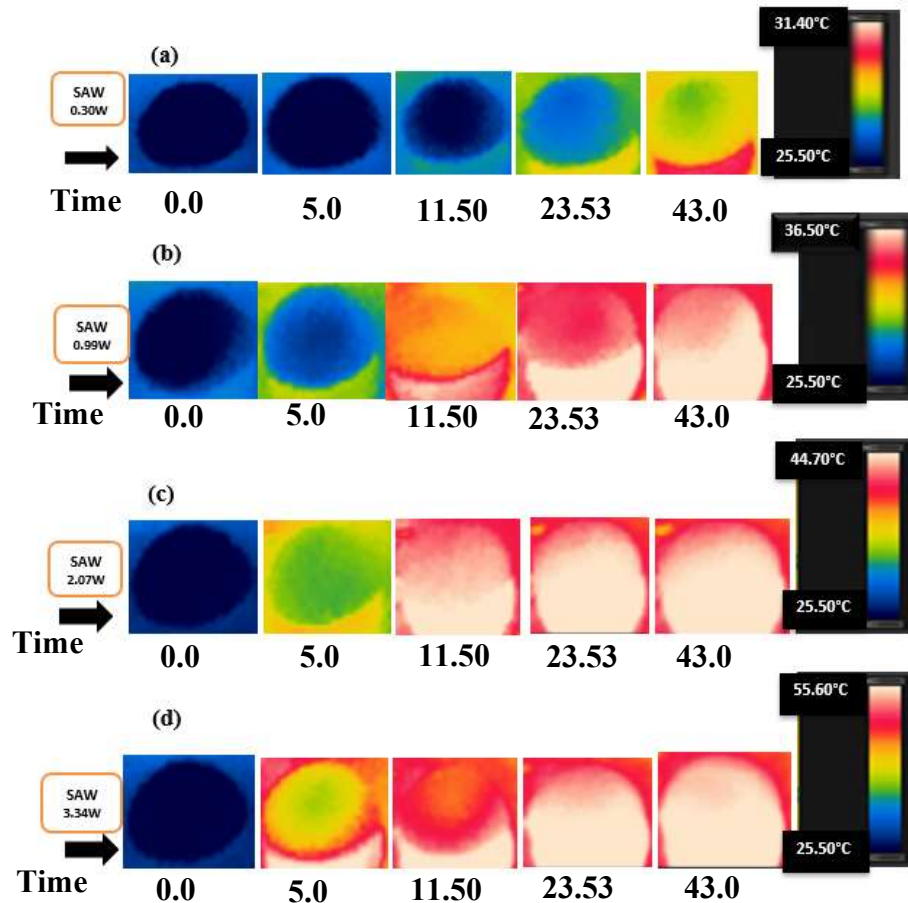 31.40°C
(a)
SAW
0.30W
25.50°C
Time 0.0 5.0 11.50 23.53 43.0
36.50°C
(b)
SAW
0.99W
25.50°C
Time 0.0 5.0 11.50 23.53 43.0
44.70°C
(c)
SAW
2.07W
25.50°C
Time 0.0 5.0 11.50 23.53 43.0
55.60°C
(d)
SAW
3.34W
25.50°C
Time 0.0 5.0 11.50 23.53 43.0